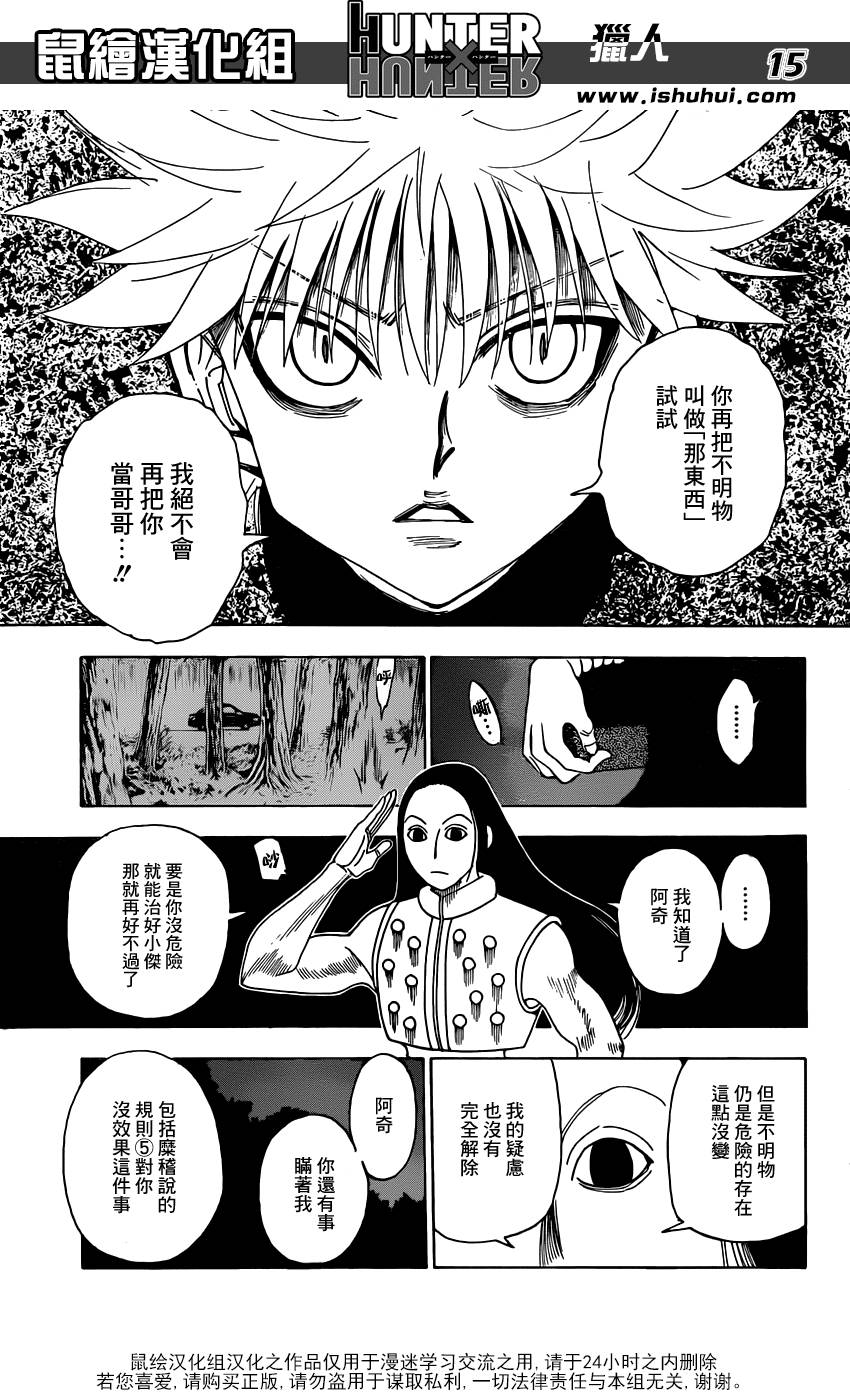 鼠繪漢化組
HUNTER
×
ハンター ハンター
HUNTER
獵人
15
www.ishuhui.com
你再把不明物
叫做「那東西」
試試
我絕不會
再把你
當哥哥…!!
……
嘶…
呼
……
我知道了
阿奇
吵
要是你沒危險
就能治好小傑
那就再好不過了
但是不明物
仍是危險的存在
這點沒變
我的疑慮
也沒有
完全解除
阿奇
你還有事
瞞著我
包括糜稽說的
規則⑤對你
沒效果這件事
鼠绘汉化组汉化之作品仅用于漫迷学习交流之用,请于24小时之内删除
若您喜爱,请购买正版,请勿盗用于谋取私利,一切法律责任与本组无关,谢谢。